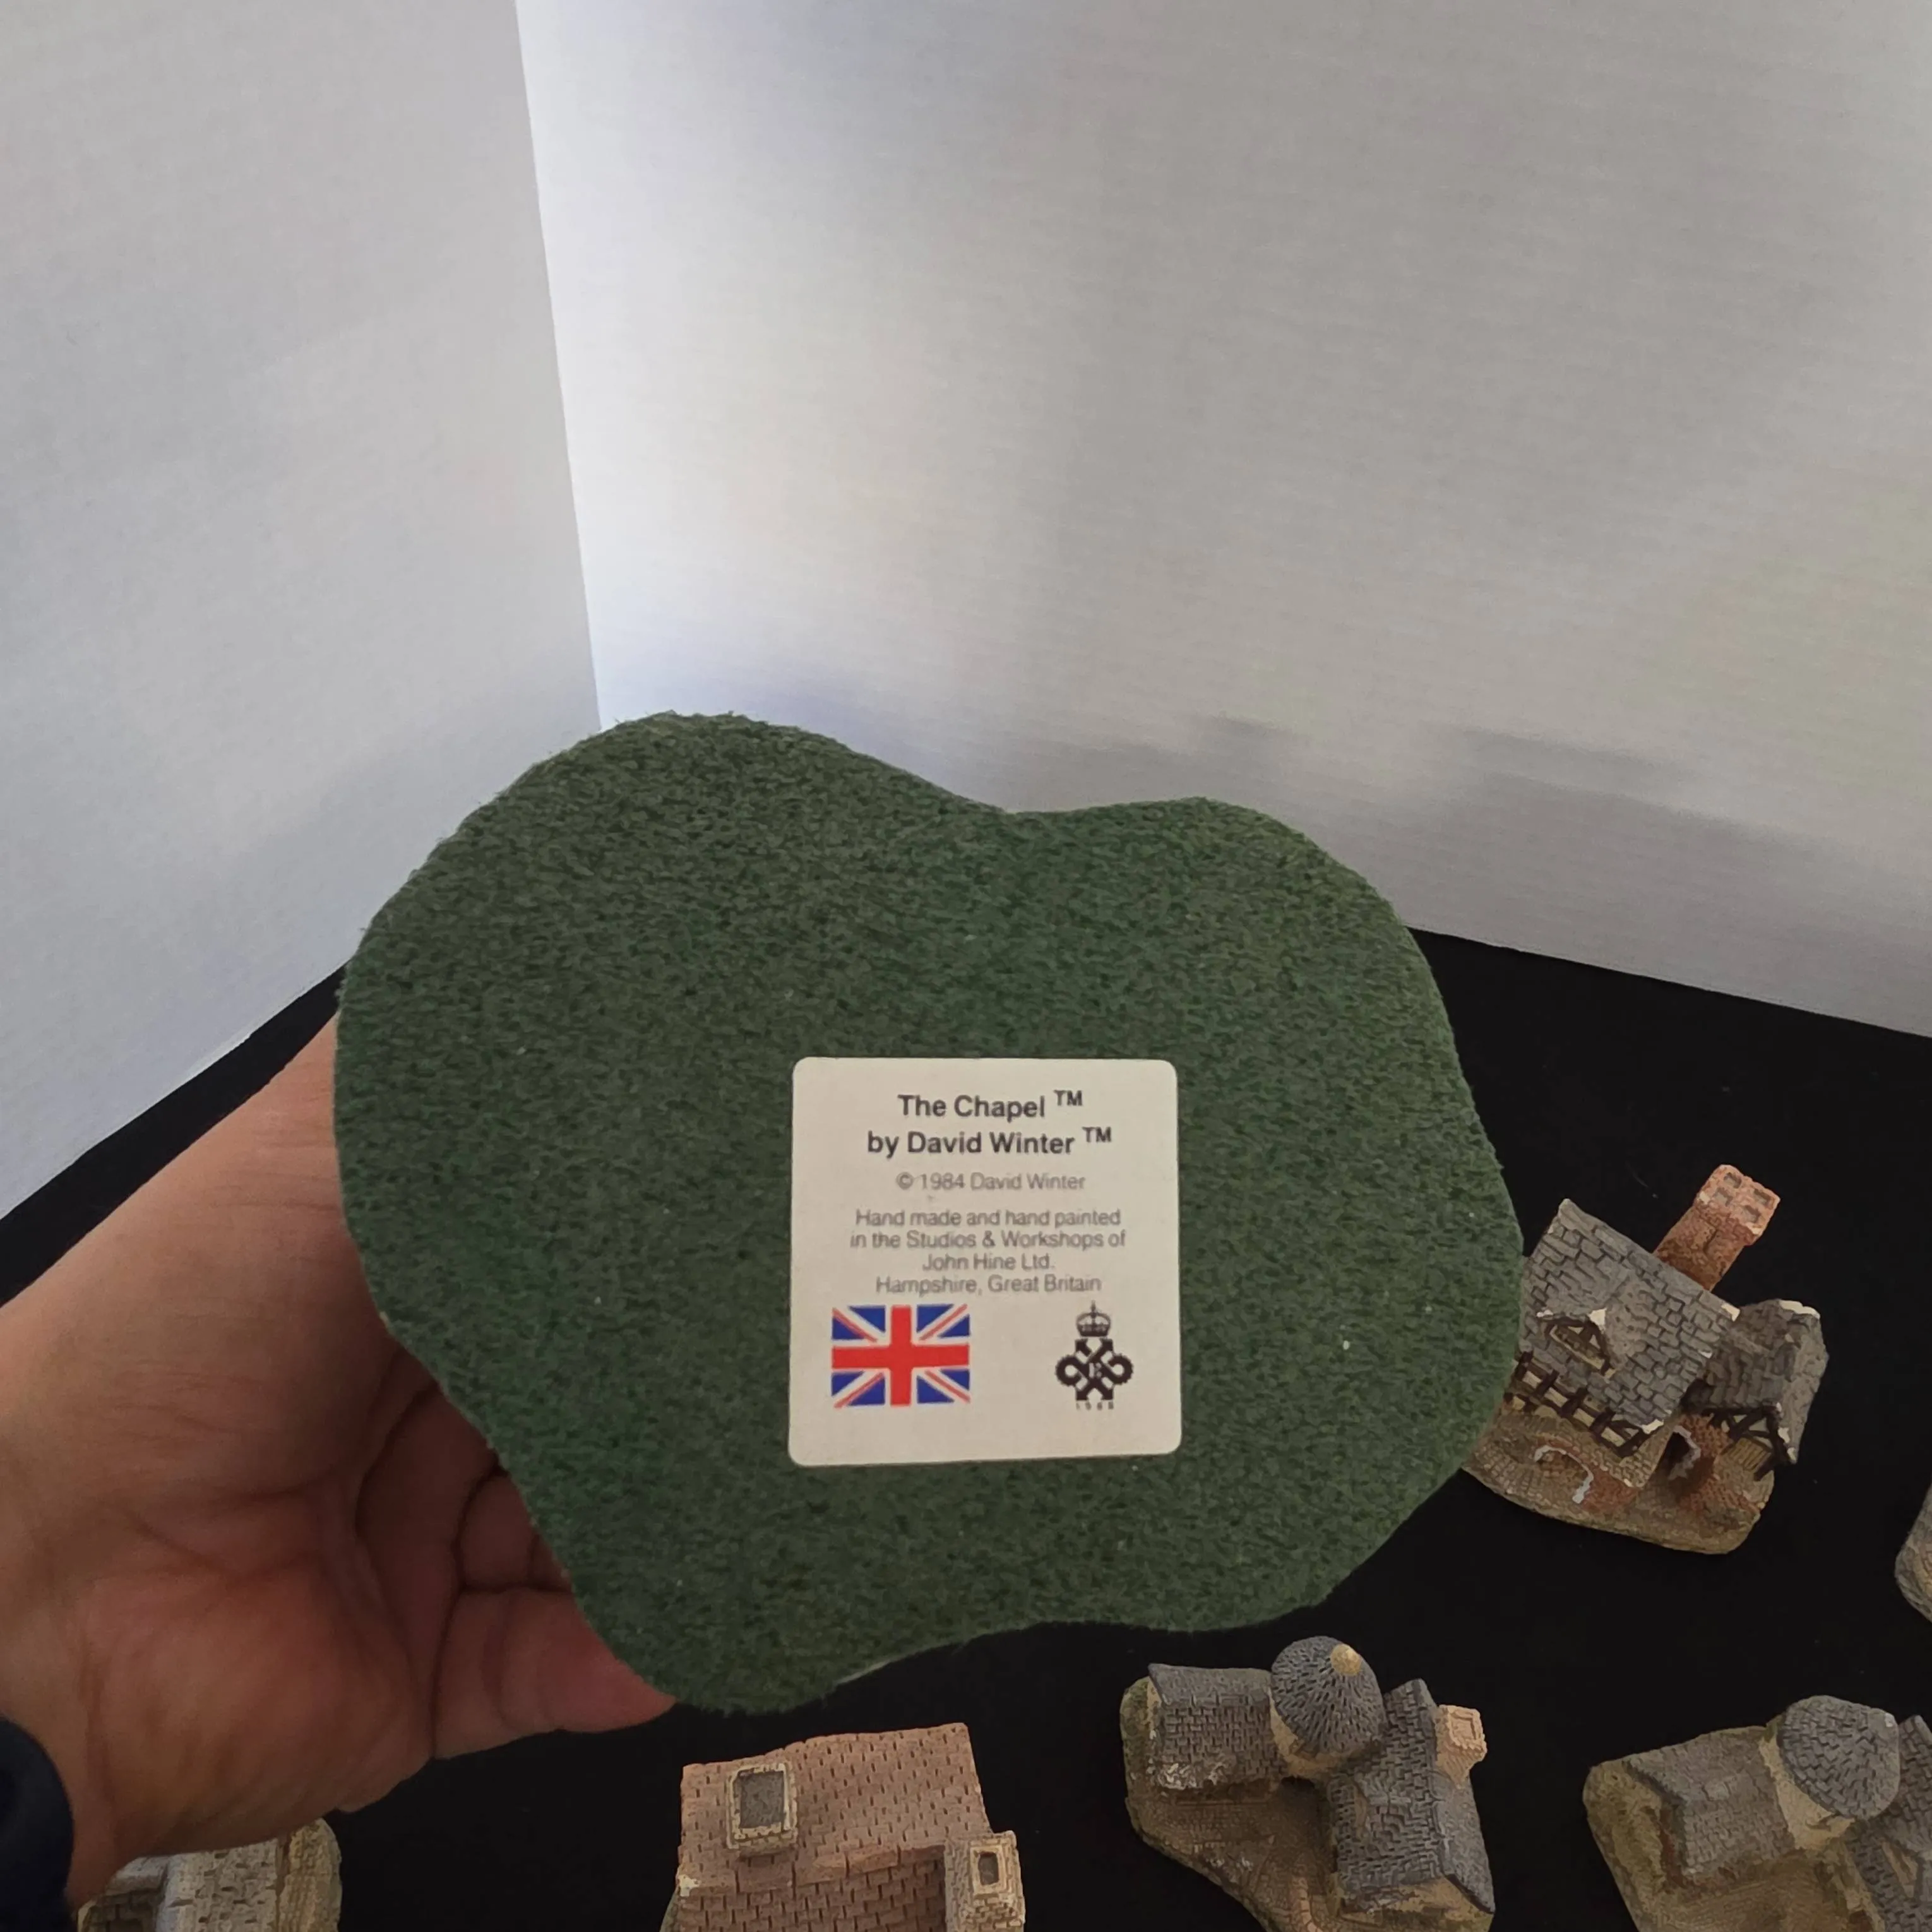 The Chapel ™
by David Winter ™
© 1984 David Winter
Hand made and hand painted
in the Studios & Workshops of
John Hine Ltd.
Hampshire, Great Britain